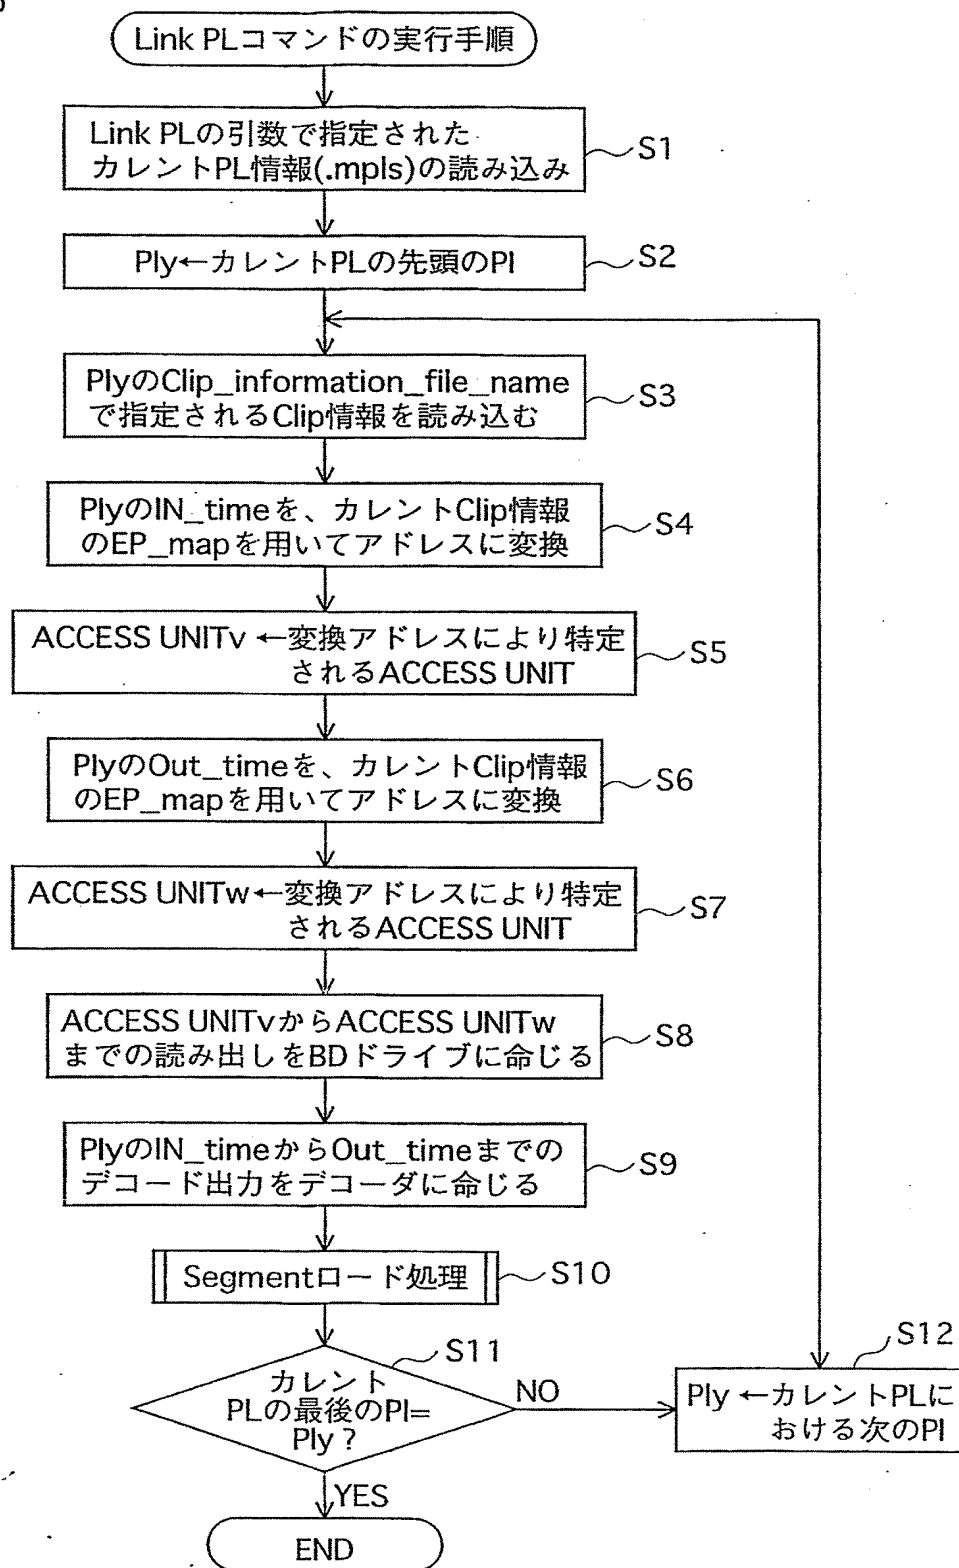 Link PLコマンドの実行手順
Link PLの引数で指定された
カレントPL情報(.mpls)の読み込み
S1
PIy←カレントPLの先頭のPI
S2
PIyのClip_information_file_name
で指定されるClip情報を読み込む
S3
PIyのIN_timeを、カレントClip情報
のEP_mapを用いてアドレスに変換
S4
ACCESS UNITv ←変換アドレスにより特定
されるACCESS UNIT
S5
PIyのOut_timeを、カレントClip情報
のEP_mapを用いてアドレスに変換
S6
ACCESS UNITw←変換アドレスにより特定
されるACCESS UNIT
S7
ACCESS UNITvからACCESS UNITw
までの読み出しをBDドライブに命じる
S8
PIyのIN_timeからOut_timeまでの
デコード出力をデコーダに命じる
S9
Segmentロード処理
S10
S11
カレント
PLの最後のPI=
PIy ?
NO
S12
PIy ←カレントPLに
おける次のPI
YES
END